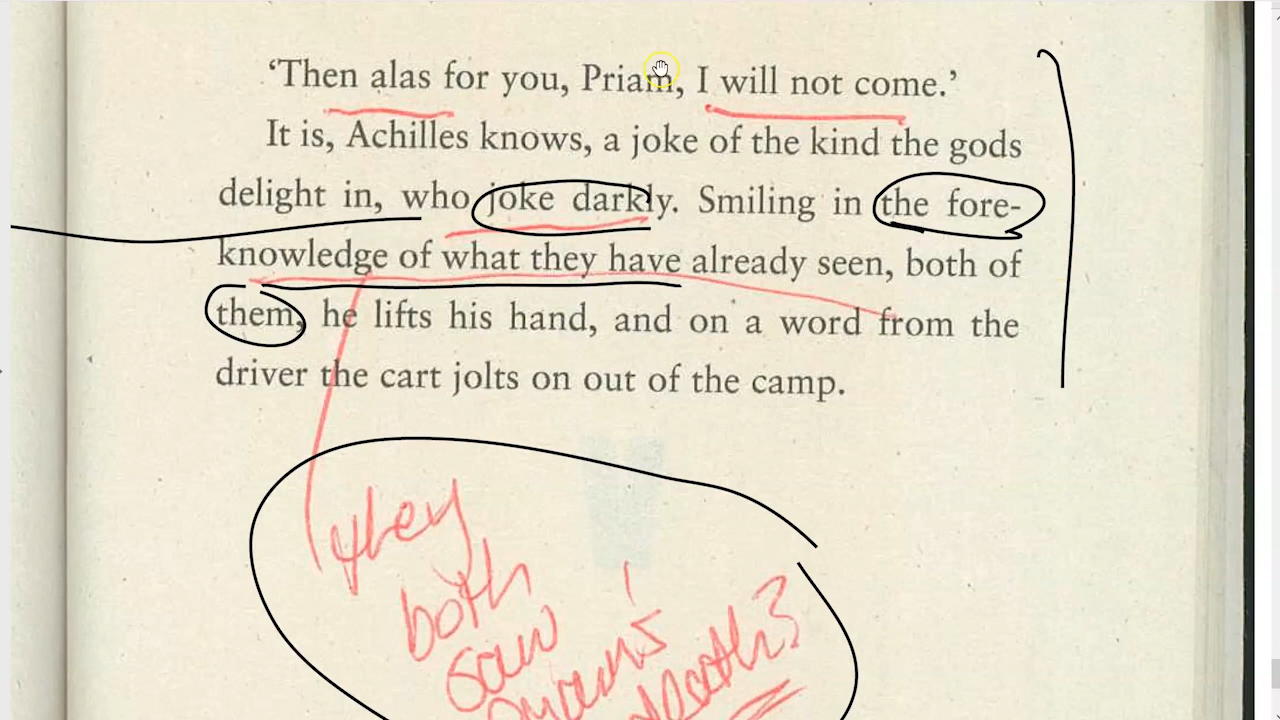 ‘Then alas for you, Priam, I will not come.’
It is, Achilles knows, a joke of the kind the gods
delight in, who joke darkly. Smiling in the fore-
knowledge of what they have already seen, both of
them, he lifts his hand, and on a word from the
driver the cart jolts on out of the camp.
they
both
saw
Priam's
death?